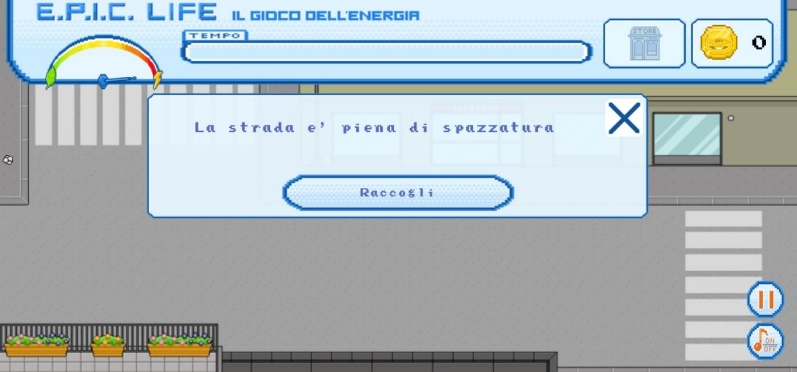 E.P.I.C. LIFE IL GIOCO DELL'ENERGIA
TEMPO
STORE
0
La strada e' piena di spazzatura
Raccogli
ON
OFF